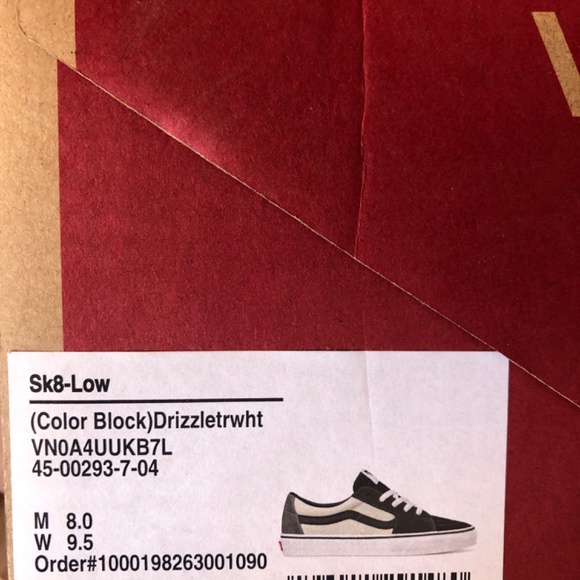 Sk8-Low
(Color Block)Drizzletrwht
VN0A4UUKB7L
45-00293-7-04
M 8.0
W 9.5
Order#1000198263001090